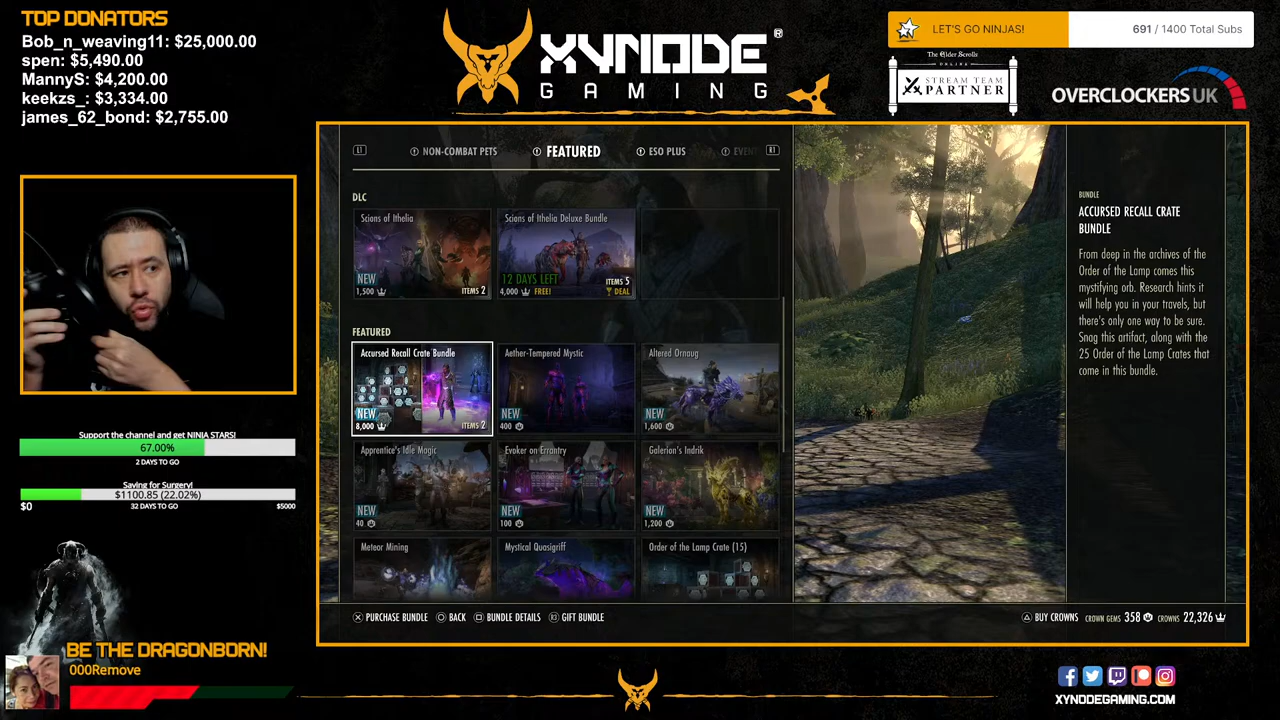 TOP DONATORS
Bob_n_weaving11: $25,000.00
spen: $5,490.00
MannyS: $4,200.00
keekzs_: $3,334.00
james_62_bond: $2,755.00
XYNODE®
GAMING
LET'S GO NINJAS!
691 / 1400 Total Subs
The Elder Scrolls
ONLINE
STREAM TEAM
PARTNER
OVERCLOCKERS UK
L1
NON-COMBAT PETS
FEATURED
ESO PLUS
EVEN
R1
DLC
Scions of Ithelia
NEW
1,500
ITEMS 2
Scions of Ithelia Deluxe Bundle
12 DAYS LEFT
ITEMS 5
4,000 FREE!
DEAL
FEATURED
Accursed Recall Crate Bundle
NEW
8,000
ITEMS 2
Aether-Tempered Mystic
NEW
400
Altered Ornaug
NEW
1,600
Apprentice's Idle Magic
NEW
40
Evoker on Errantry
NEW
100
Galerion's Indrik
NEW
1,200
Meteor Mining
Mystical Quasigriff
Order of the Lamp Crate (15)
BUNDLE
ACCURSED RECALL CRATE
BUNDLE
From deep in the archives of the
Order of the Lamp comes this
mystifying orb. Research hints it
will help you in your travels, but
there's only one way to be sure.
Snag this artifact, along with the
25 Order of the Lamp Crates that
come in this bundle.
PURCHASE BUNDLE
BACK
BUNDLE DETAILS
GIFT BUNDLE
BUY CROWNS
CROWN GEMS 358
CROWNS 22,326
Support the channel and get NINJA STARS!
67.00%
2 DAYS TO GO
Saving for Surgery!
$1100.85 (22.02%)
$0
32 DAYS TO GO
$5000
BE THE DRAGONBORN!
000Remove
XYNODEGAMING.COM